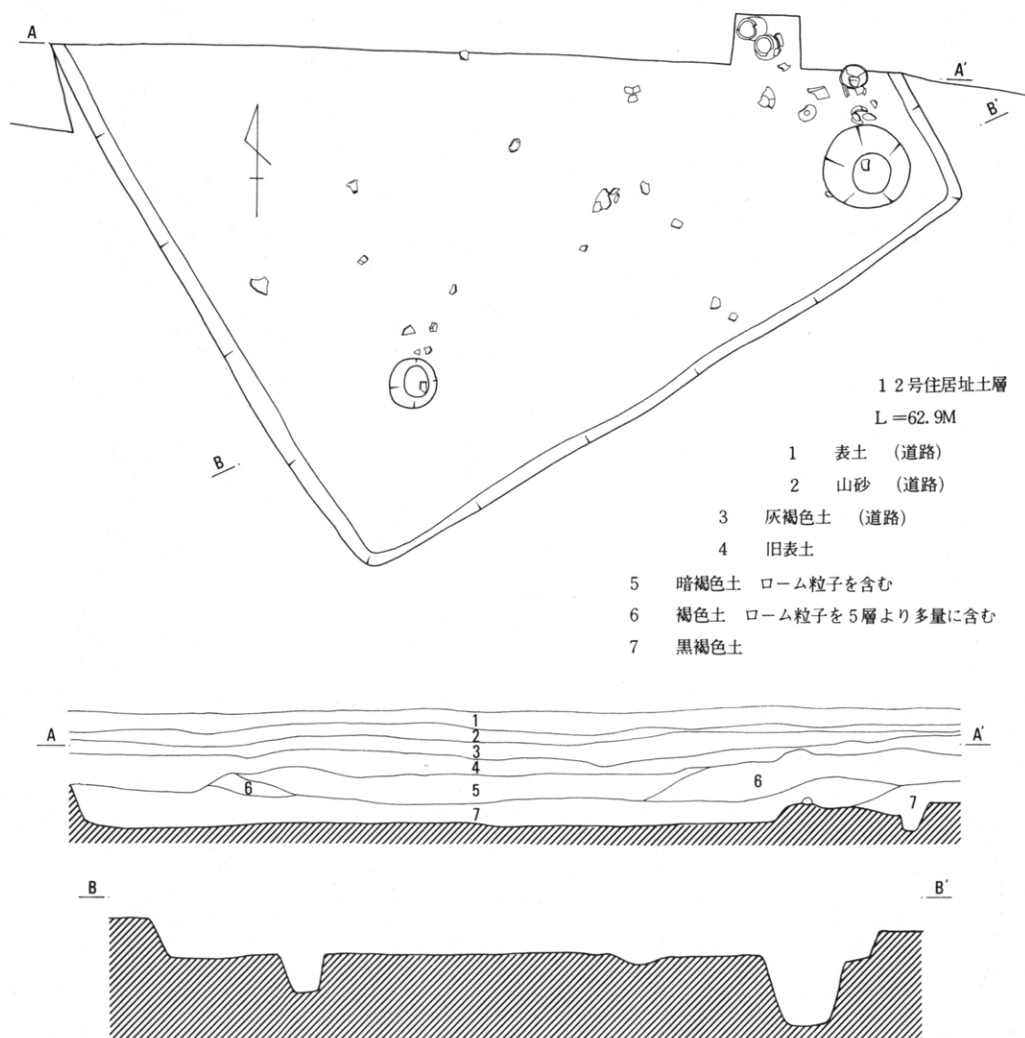 A
A′
B′
B
12号住居址土層
L=62.9M
1 表土 (道路)
2 山砂 (道路)
3 灰褐色土 (道路)
4 旧表土
5 暗褐色土 ローム粒子を含む
6 褐色土 ローム粒子を5層より多量に含む
7 黒褐色土
1
A 2 A′
3
4
6 5 6
7 7
B B′